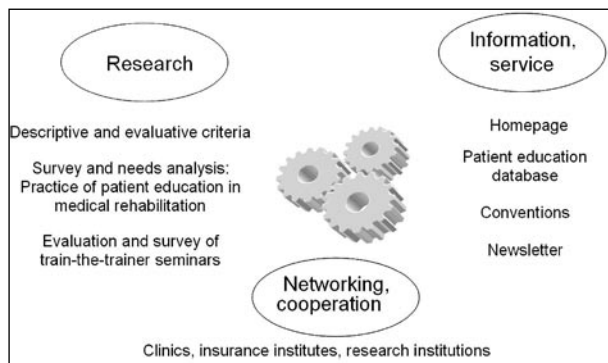 Research
Descriptive and evaluative criteria
Survey and needs analysis:
Practice of patient education in
medical rehabilitation
Evaluation and survey of
train-the-trainer seminars
Information,
service
Homepage
Patient education
database
Conventions
Newsletter
Networking,
cooperation
Clinics, insurance institutes, research institutions